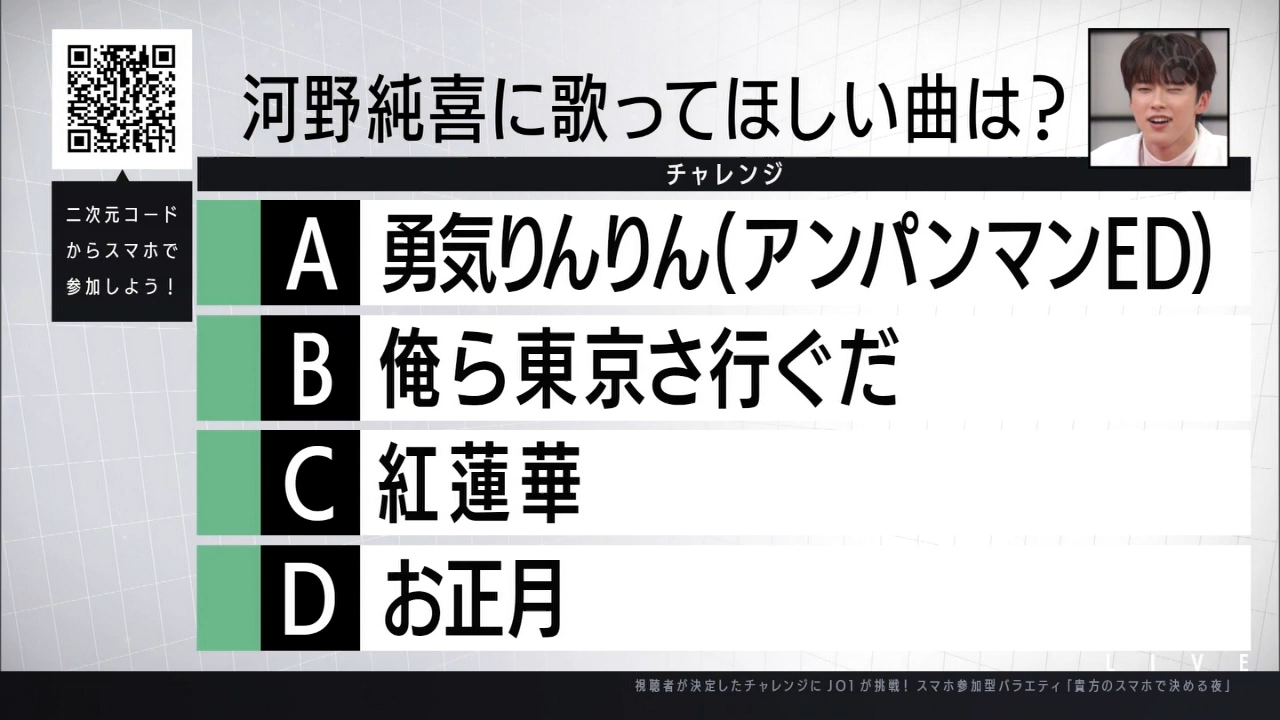 河野純喜に歌ってほしい曲は?
チャレンジ
二次元コード
からスマホで
参加しよう!
A 勇気りんりん(アンパンマンED)
B 俺ら東京さ行ぐだ
C 紅蓮華
D お正月
LIVE
視聴者が決定したチャレンジにJO1が挑戦! スマホ参加型バラエティ「貴方のスマホで決める夜」